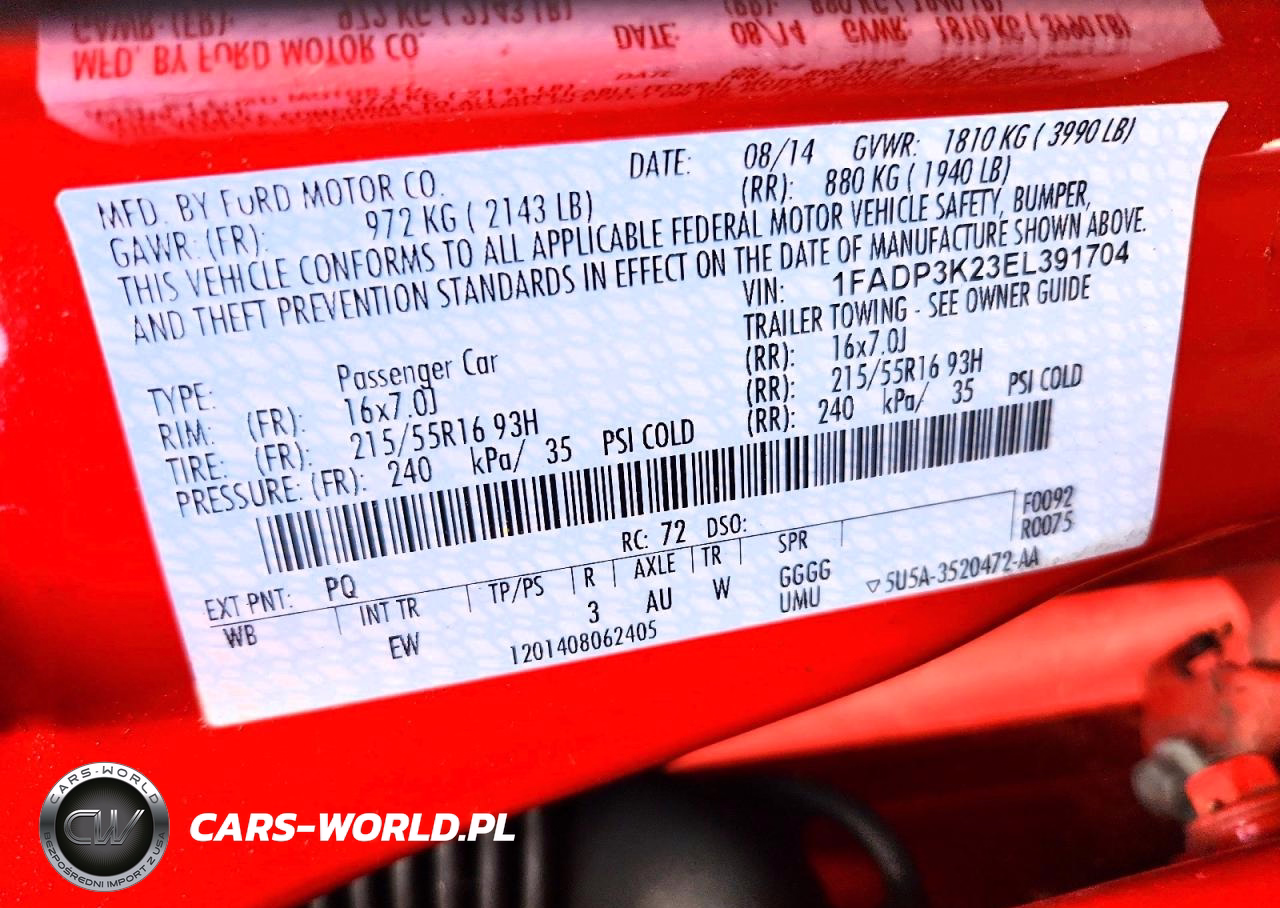 MFD. BY FORD MOTOR CO. DATE: 08/14 GVWR: 1810 KG ( 3990 LB)
GAWR: (FR): 972 KG ( 2143 LB) (RR): 880 KG ( 1940 LB)
THIS VEHICLE CONFORMS TO ALL APPLICABLE FEDERAL MOTOR VEHICLE SAFETY, BUMPER,
AND THEFT PREVENTION STANDARDS IN EFFECT ON THE DATE OF MANUFACTURE SHOWN ABOVE.
VIN: 1FADP3K23EL391704
TRAILER TOWING - SEE OWNER GUIDE
TYPE: Passenger Car
RIM: (FR): 16x7.0J (RR): 16x7.0J
TIRE: (FR): 215/55R16 93H (RR): 215/55R16 93H
PRESSURE: (FR): 240 kPa/ 35 PSI COLD (RR): 240 kPa/ 35 PSI COLD
F0092
R0075
EXT PNT: PQ RC: 72 DSO:
WB INT TR TP/PS R AXLE TR SPR
EW 3 AU W GGGG
UMU
1201408062405 ▽5U5A-3520472-AA
CARS-WORLD
CW
BEZPOŚREDNI IMPORT Z USA
CARS-WORLD.PL